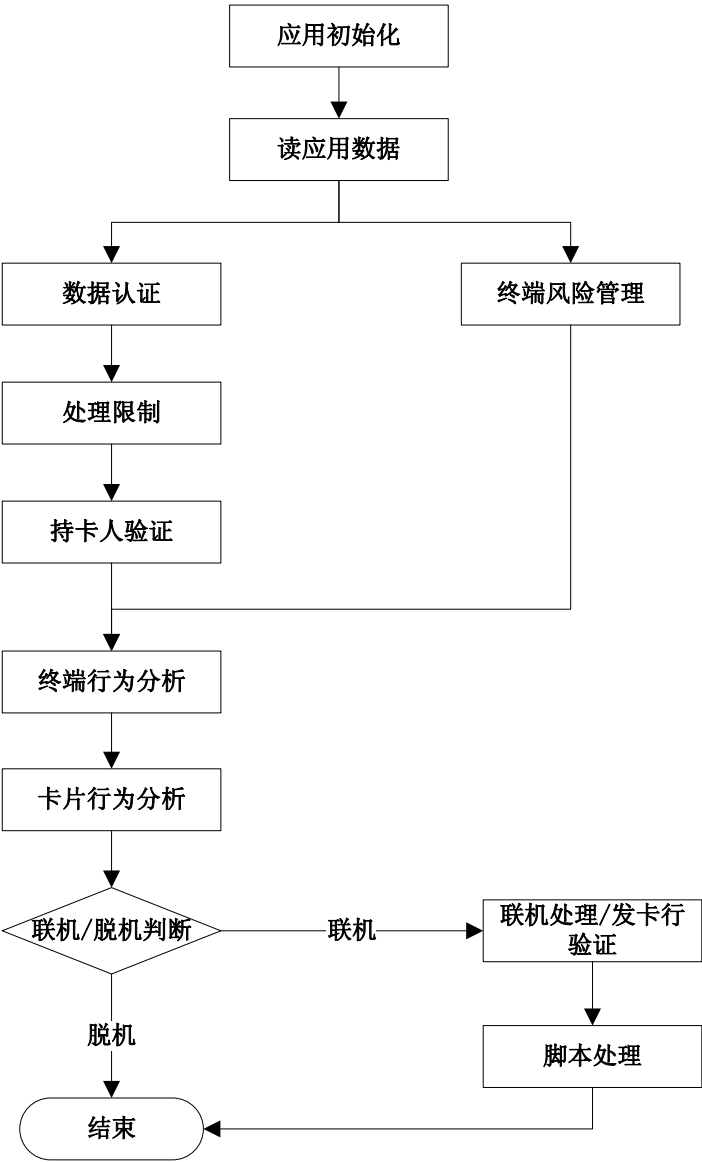 应用初始化
读应用数据
数据认证
终端风险管理
处理限制
持卡人验证
终端行为分析
卡片行为分析
联机/脱机判断
联机
联机处理/发卡行
验证
脱机
脚本处理
结束